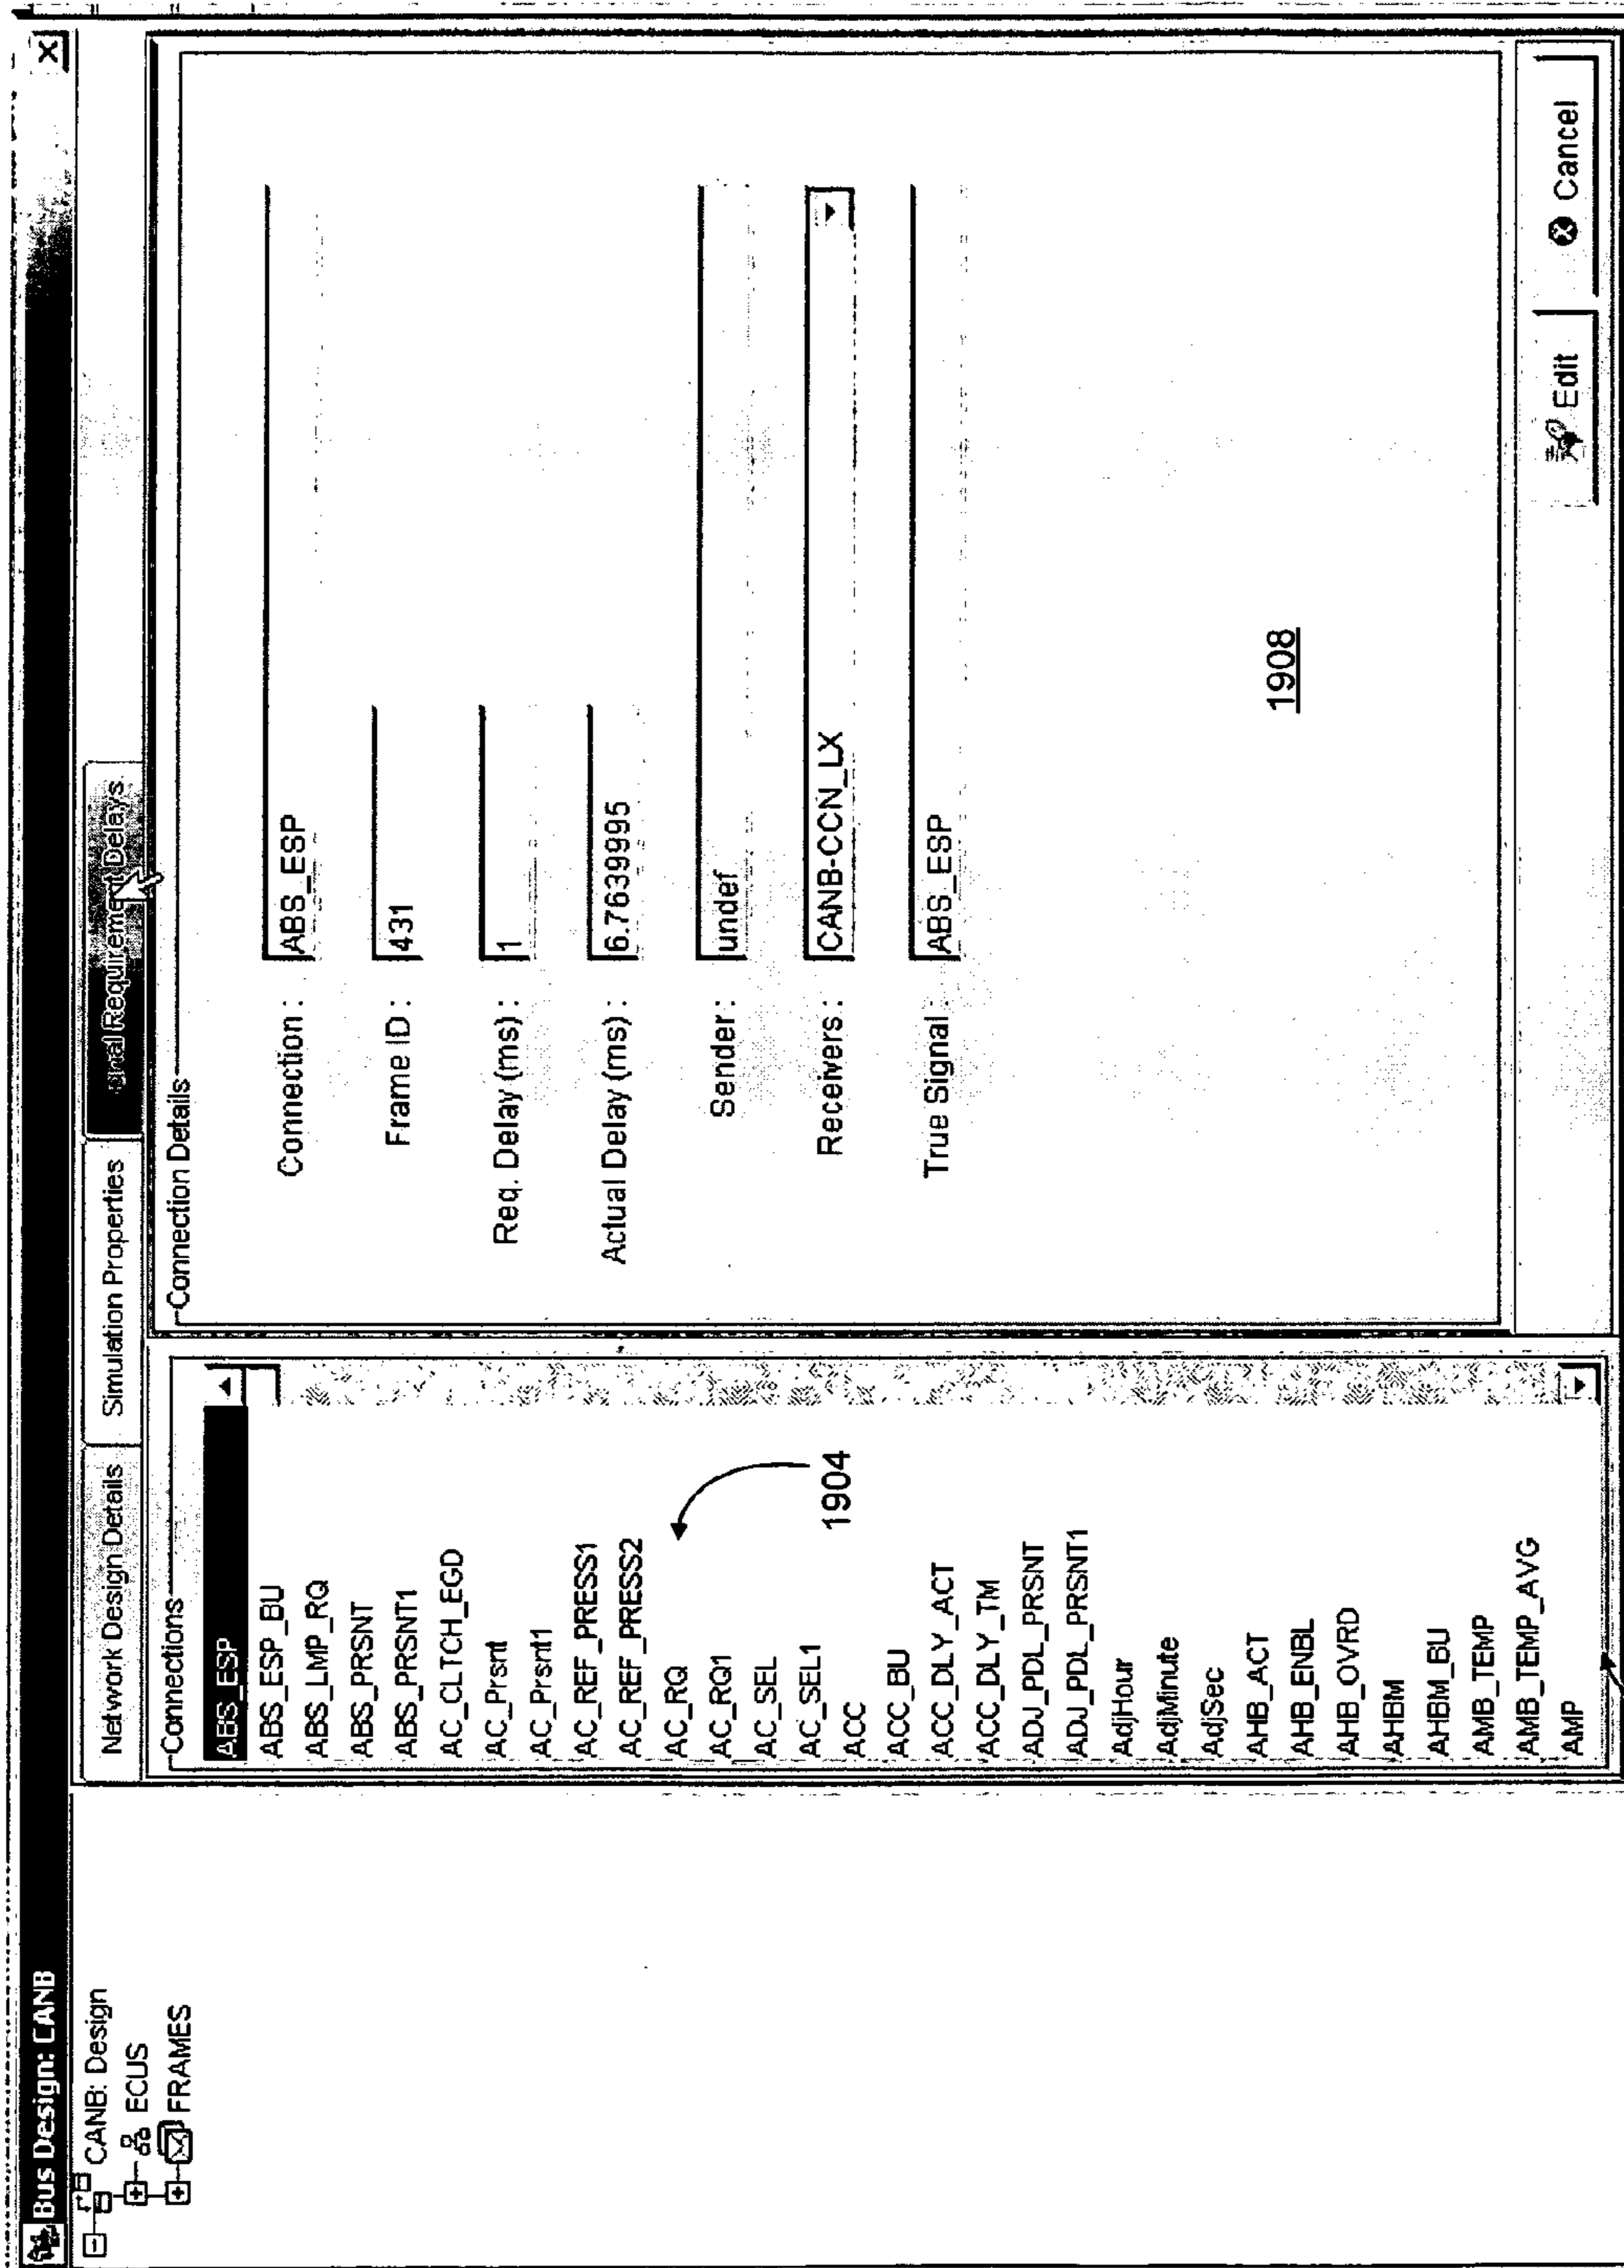 Bus Design: CANB
X
CANB: Design
ECUS
FRAMES
Network Design Details
Simulation Properties
Requirement Delays
Connections
ABS_ESP
ABS_ESP_BU
ABS_LMP_RQ
ABS_PRSNT
ABS_PRSNT1
AC_CLTCH_EGD
AC_Prsnt
AC_Prsnt1
AC_REF_PRESS1
AC_REF_PRESS2
AC_RQ
AC_RQ1
AC_SEL
AC_SEL1
ACC
ACC_BU
ACC_DLY_ACT
ACC_DLY_TM
ADJ_PDL_PRSNT
ADJ_PDL_PRSNT1
AdjHour
AdjMinute
AdjSec
AHB_ACT
AHB_ENBL
AHB_OVRD
AHBM
AHBM_BU
AMB_TEMP
AMB_TEMP_AVG
AMP
1904
Connection Details
Connection : ABS_ESP
Frame ID : 431
Req. Delay (ms) : 1
Actual Delay (ms) : 6.7639995
Sender : undef
Receivers : CANB-CCN_LX
True Signal : ABS_ESP
1908
Edit
Cancel